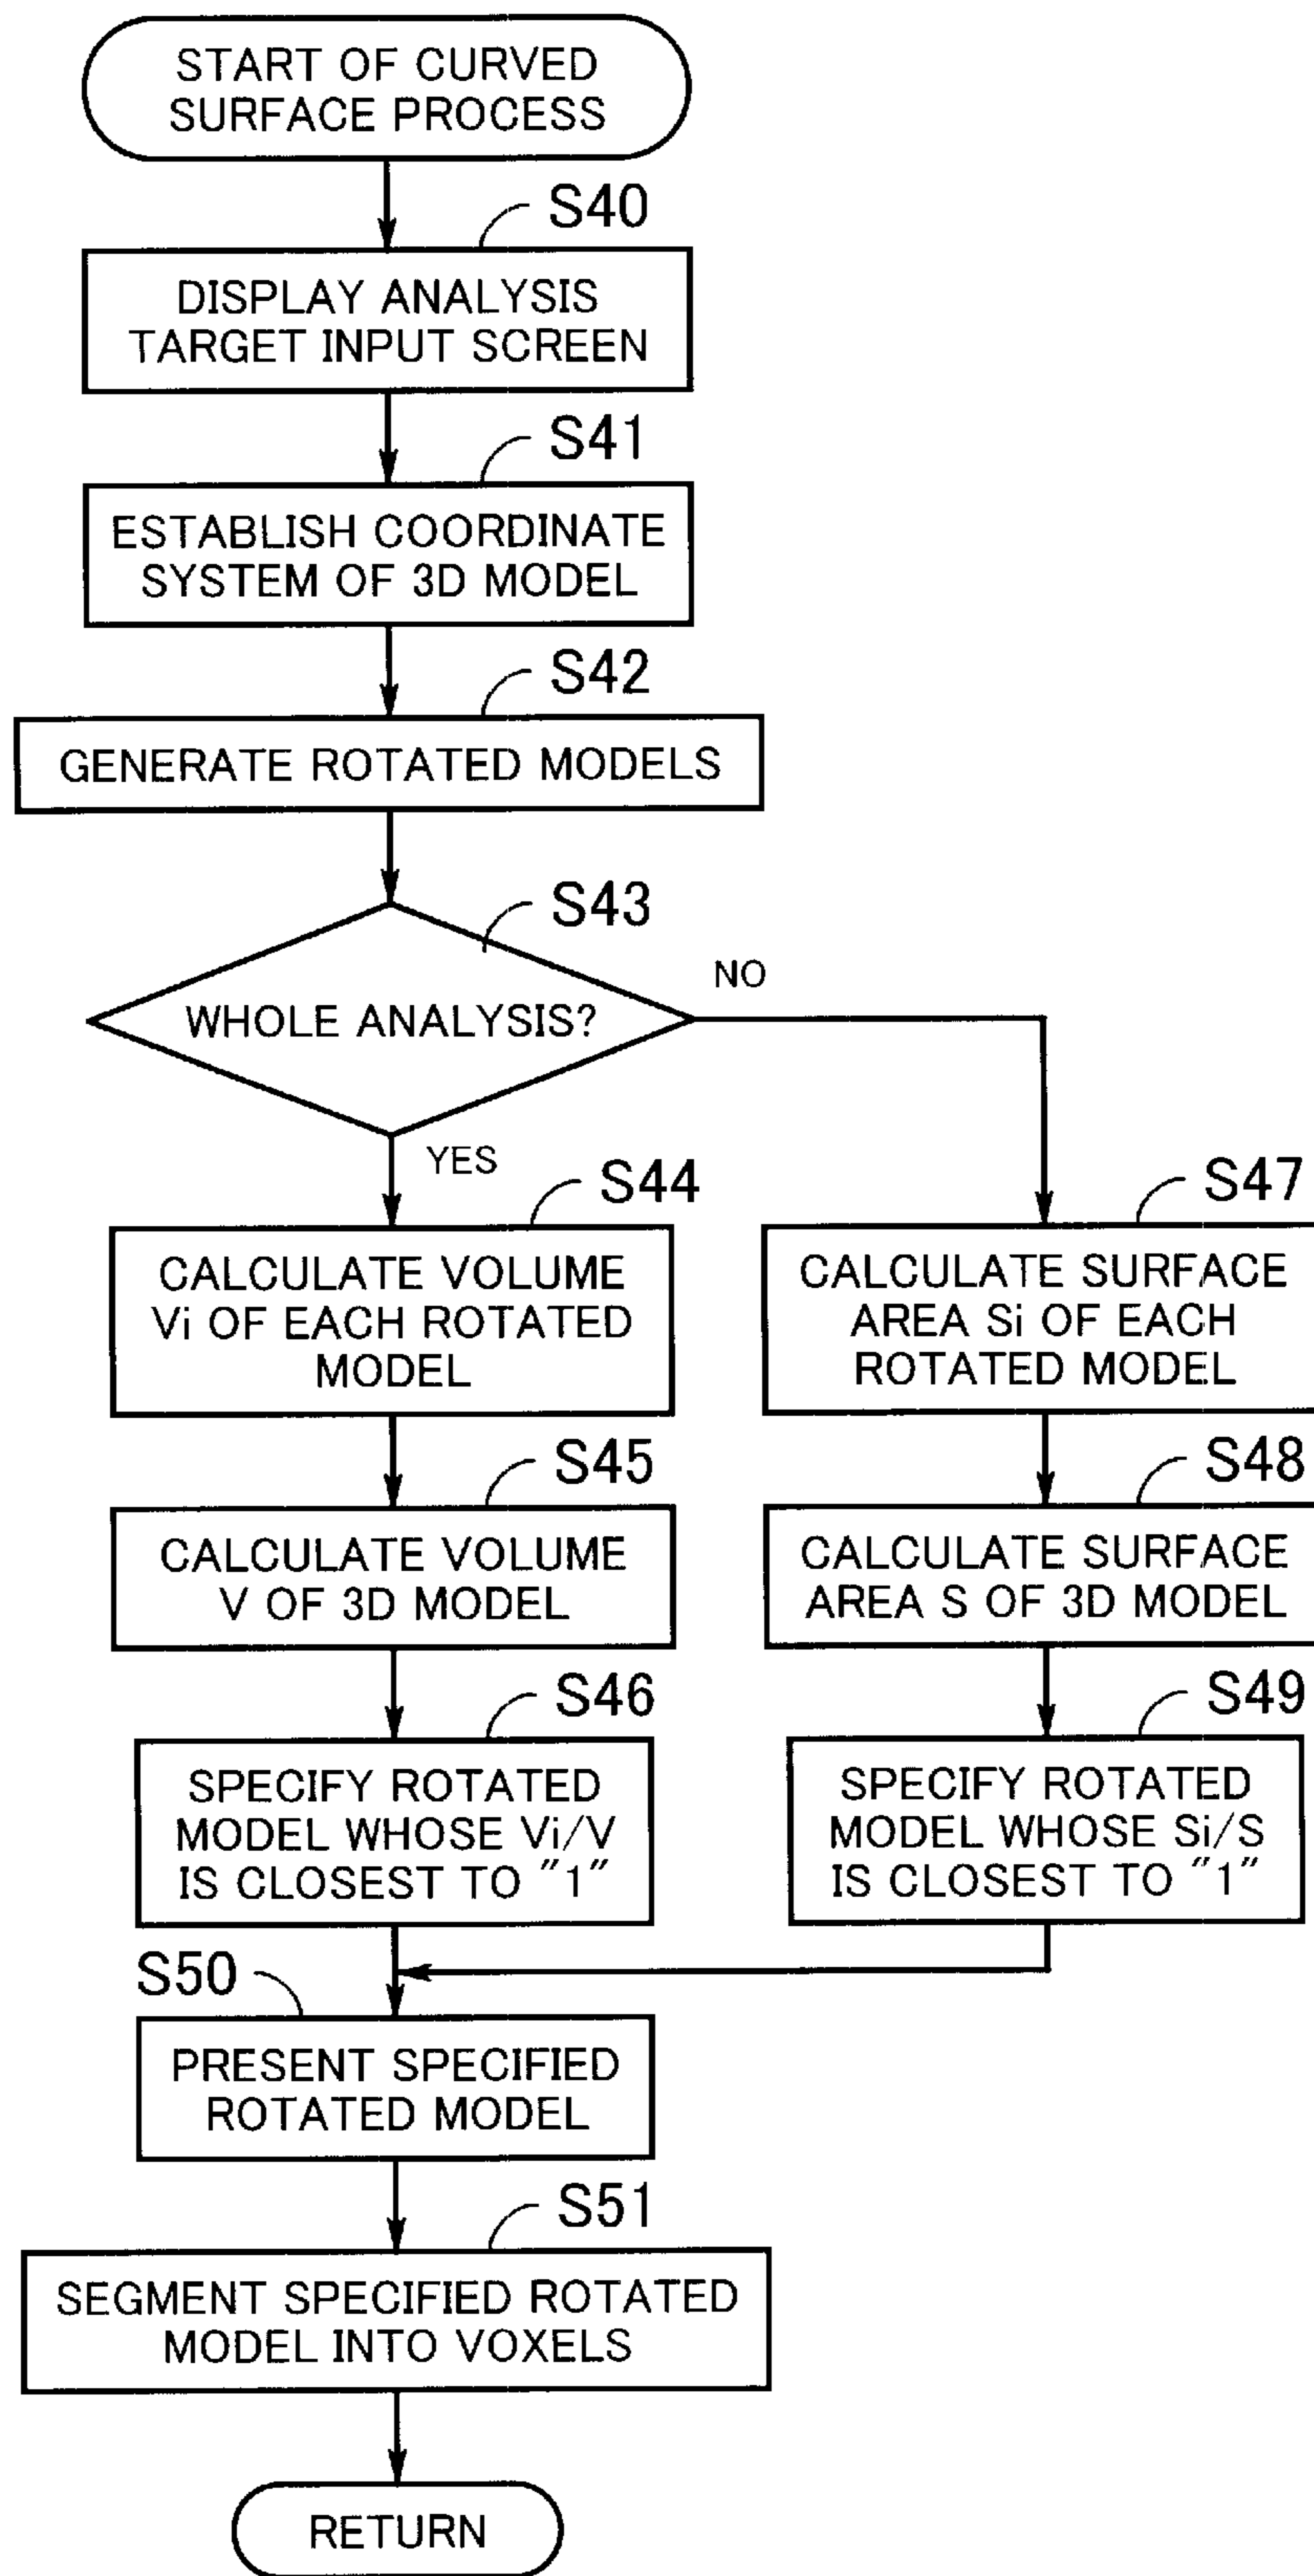 START OF CURVED
SURFACE PROCESS
S40
DISPLAY ANALYSIS
TARGET INPUT SCREEN
S41
ESTABLISH COORDINATE
SYSTEM OF 3D MODEL
S42
GENERATE ROTATED MODELS
S43
WHOLE ANALYSIS?
NO
YES
S44
CALCULATE VOLUME
Vi OF EACH ROTATED
MODEL
S45
CALCULATE VOLUME
V OF 3D MODEL
S46
SPECIFY ROTATED
MODEL WHOSE Vi/V
IS CLOSEST TO "1"
S47
CALCULATE SURFACE
AREA Si OF EACH
ROTATED MODEL
S48
CALCULATE SURFACE
AREA S OF 3D MODEL
S49
SPECIFY ROTATED
MODEL WHOSE Si/S
IS CLOSEST TO "1"
S50
PRESENT SPECIFIED
ROTATED MODEL
S51
SEGMENT SPECIFIED ROTATED
MODEL INTO VOXELS
RETURN